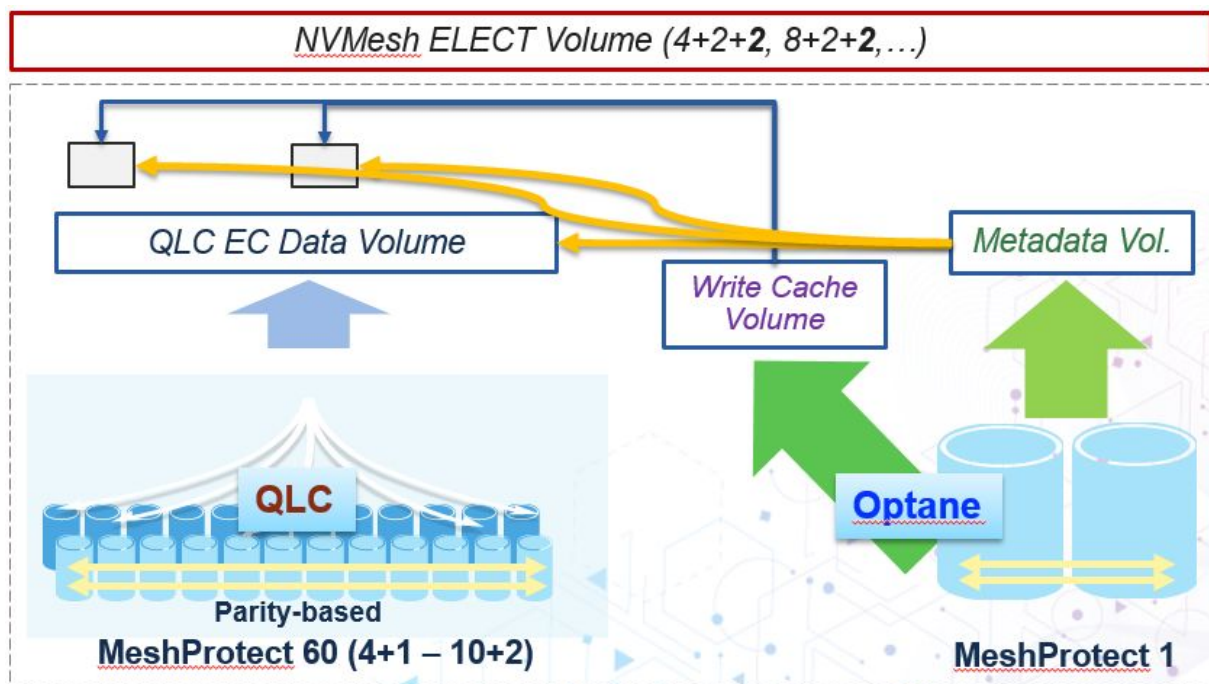 NVMesh ELECT Volume (4+2+2, 8+2+2,…)
QLC EC Data Volume
Metadata Vol.
Write Cache
Volume
QLC
Optane
Parity-based
MeshProtect 60 (4+1 – 10+2)
MeshProtect 1